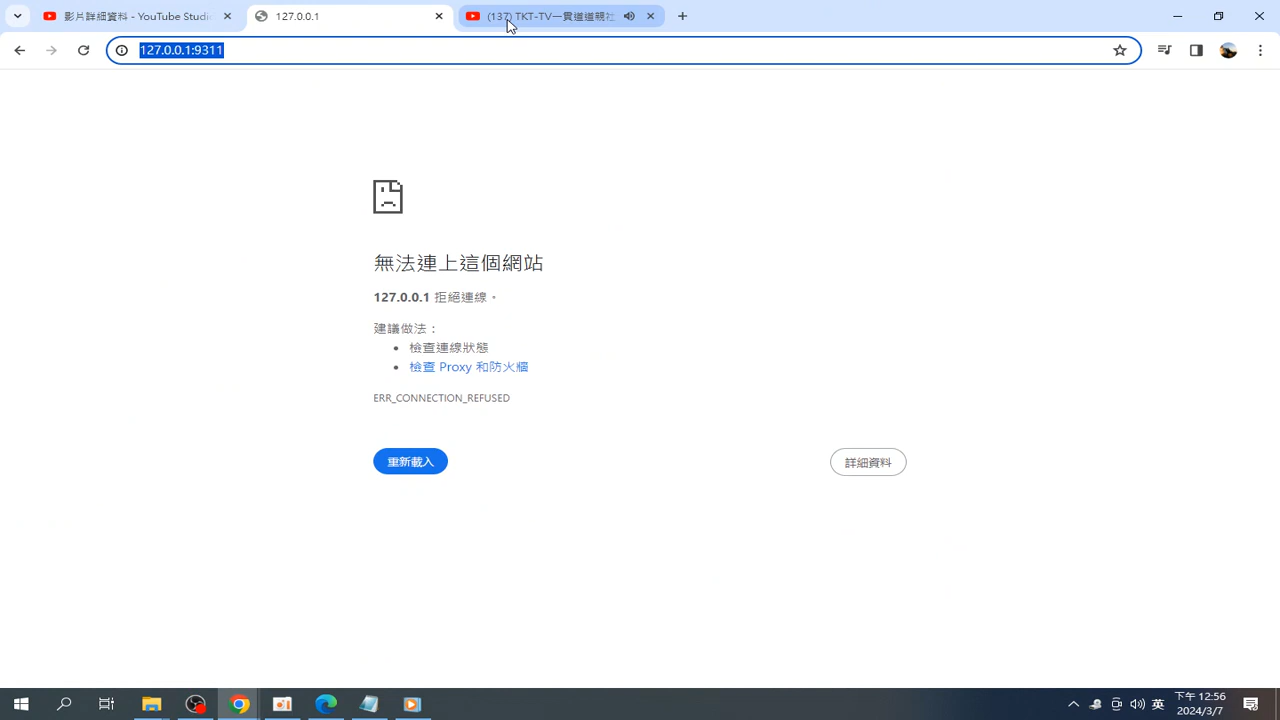 影片詳細資料 - YouTube Studio
127.0.0.1
(137) TKT-TV一貫道道親社
127.0.0.1:9311
無法連上這個網站
127.0.0.1 拒絕連線。
建議做法：
檢查連線狀態
檢查 Proxy 和防火牆
ERR_CONNECTION_REFUSED
重新載入
詳細資料
英
下午 12:56
2024/3/7